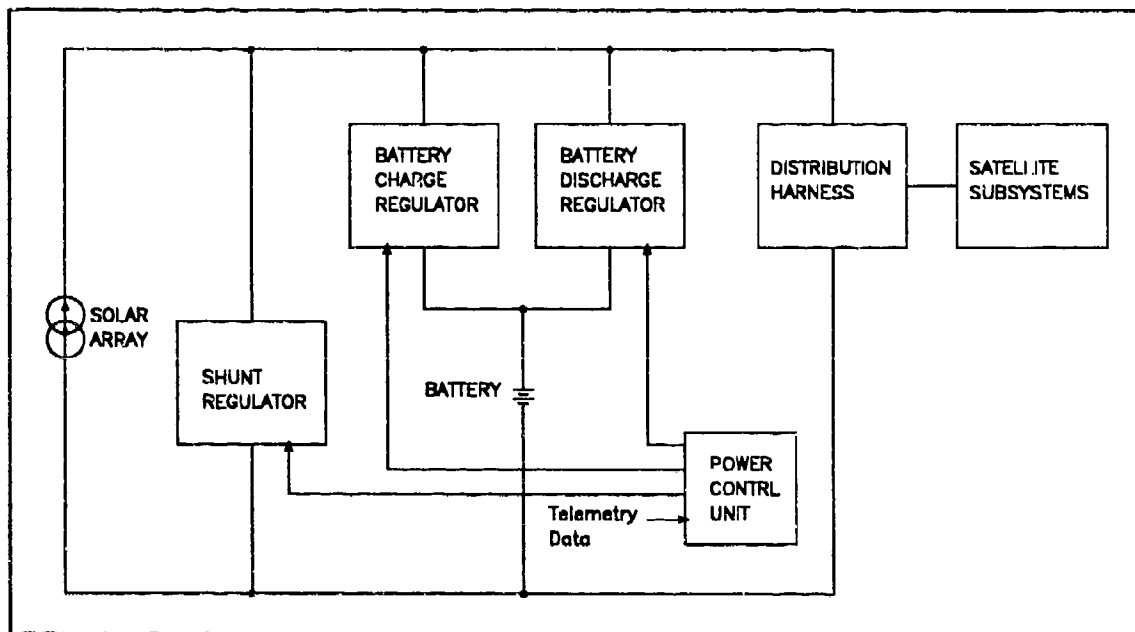 BATTERY
CHARGE
REGULATOR
BATTERY
DISCHARGE
REGULATOR
DISTRIBUTION
HARNESS
SATELLITE
SUBSYSTEMS
SOLAR
ARRAY
SHUNT
REGULATOR
BATTERY
POWER
CONTRL
UNIT
Telemetry
Data